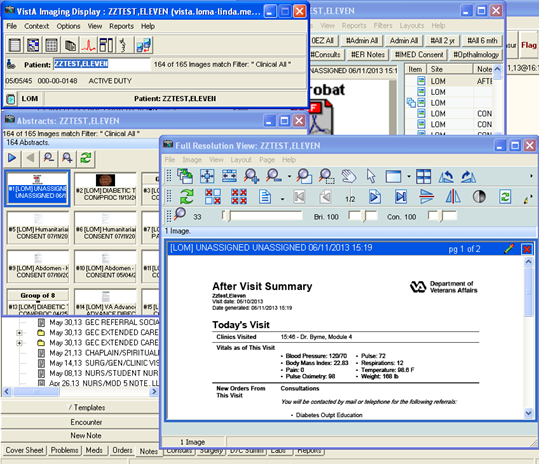 VistA Imaging Display : ZZTEST,ELEVEN (vista.loma-linda.me...
File Context Options View Reports Help
Patient: ZZTEST,ELEVEN 164 of 165 Images match Filter: " Clinical All "
05/05/45 000-00-0148 ACTIVE DUTY
LOM Patient: ZZTEST,ELEVEN
View Reports Filters Layouts Help
OEZ All #Admin All #Admin All #All 2 yr #All 6 mth
#Consults #ER Notes #IMED Consent #Opthalmology
Flag
UNASSIGNED 06/11/2013 15
Item Site Note
LOM AFTE
LOM
LOM
LOM CON
LOM CON
LOM
LOM CON
,13@16:1
Abstracts: ZZTEST,ELEVEN
164 of 165 Images match Filter: "Clinical All"
164 Abstracts.
#1 [LOM] UNASSIGNED
UNASSIGNED 06/1
#2 [LOM] DIABETIC T
COM/PROC 11/13/2
#5 [LOM] Humanitarian
CONSENT 07/19/20
#6 [LOM] Humanitarian
CONSENT 07/11/20
#9 [LOM] Abdomen -
CONSENT 07/10/20
#10 [LOM] Abdomen -
CONSENT 05/04/2
Group of 8
#13 [LOM] DIABETIC
COM/PROC 04/25
#14 [LOM] VA Advance
ADVANCE DIREC
Full Resolution View: ZZTEST,ELEVEN
File Image View Layout Page Help
1/2
33 Bri. 100 Con. 100
1 Image.
[LOM] UNASSIGNED UNASSIGNED 06/11/2013 15:19 pg 1 of 2
After Visit Summary
Zztest,Eleven
Visit date: 06/10/2013
Date generated: 06/11/2013 15:19
Department of
Veterans Affairs
Today's Visit
Clinics Visited 15:46 - Dr. Byrne, Module 4
Vitals as of This Visit
• Blood Pressure: 120/70 • Pulse: 72
• Body Mass Index: 22.83 • Respirations: 12
• Pain: 0 • Temperature: 98.6 F
• Pulse Oximetry: 98 • Weight: 168 lb
New Orders From
This Visit
Consultations
You will be contacted by mail or telephone for the following referrals:
• Diabetes Outpt Education
1 Image
May 30,13 GEC REFERRAL SOCIA
May 30,13 GEC EXTENDED CARE
May 30,13 GEC EXTENDED CARE
May 21,13 CHAPLAIN/SPIRITUALI
May 14,13 SURG/GEN/CLINIC VIS
May 08,13 NURS/STUDENT NUR
Apr 26,13 NURS/MOD 5 NOTE, LL
/ Templates
Encounter
New Note
Cover Sheet Problems Meds Orders Notes Consults Surgery D/C Summ Labs Reports